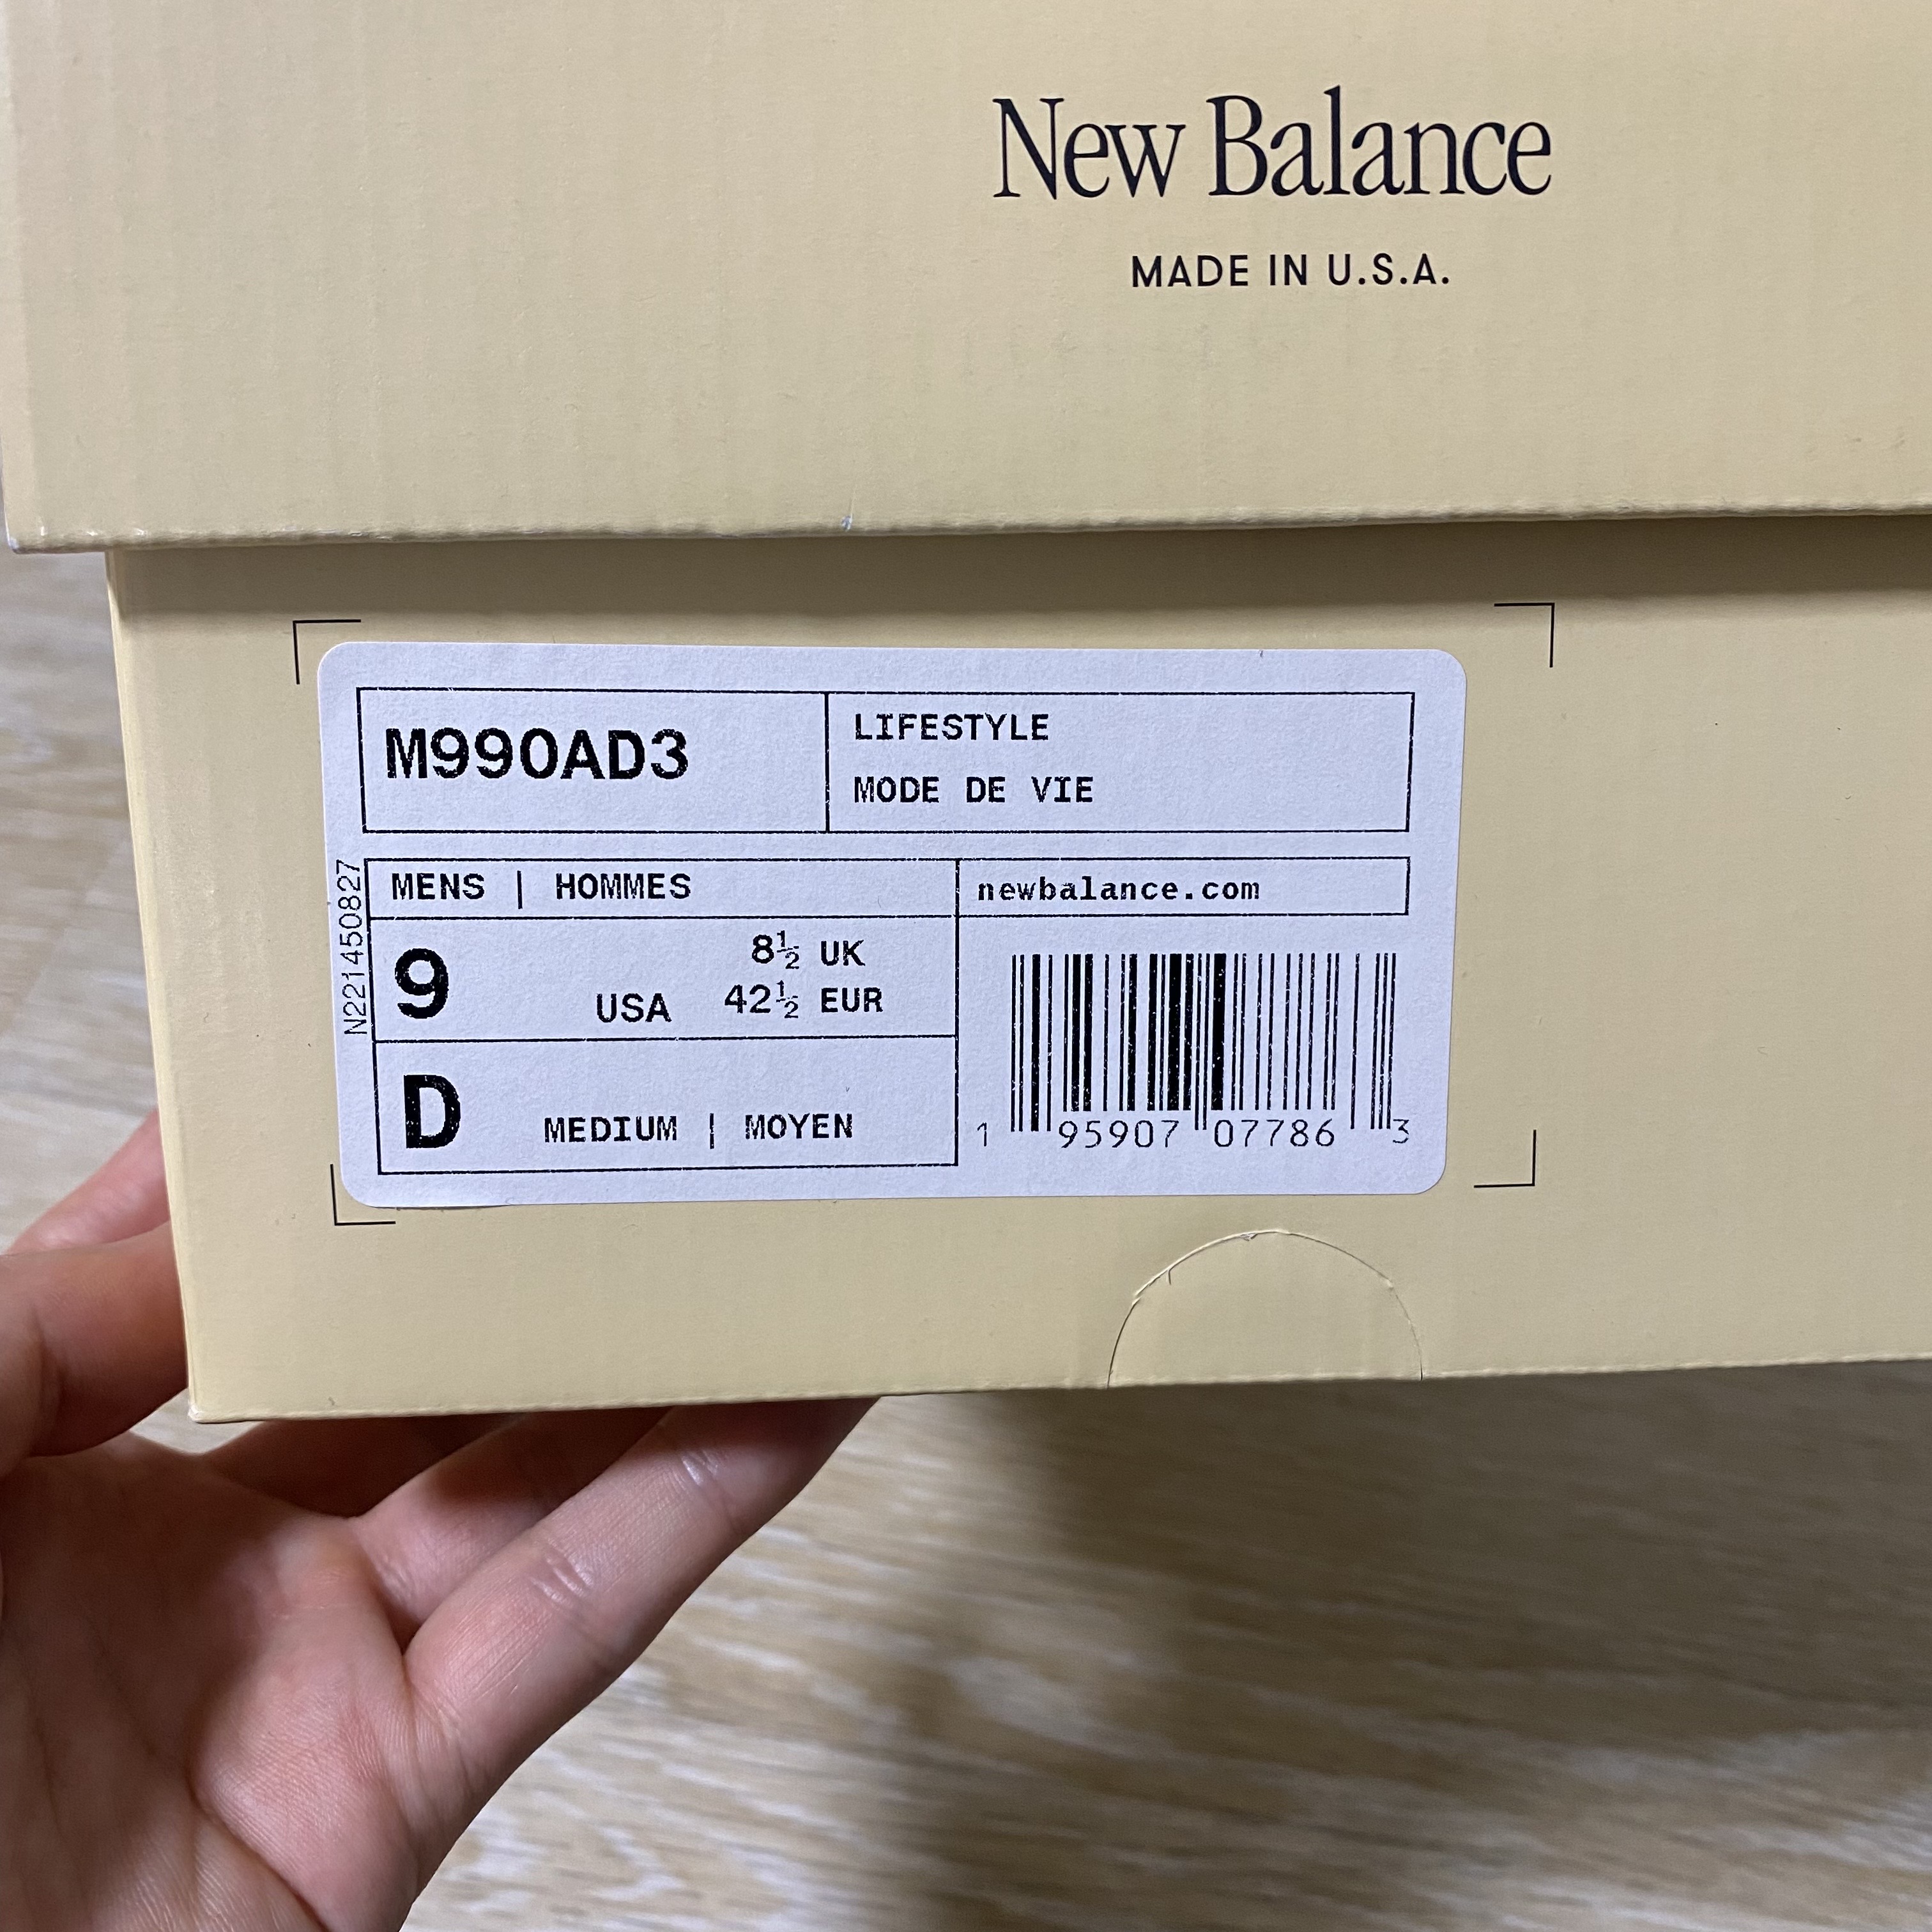 New Balance
MADE IN U.S.A.
M990AD3
LIFESTYLE
MODE DE VIE
N221450827
MENS | HOMMES
newbalance.com
9 USA
8½ UK
42½ EUR
D MEDIUM | MOYEN
1 95907 07786 3